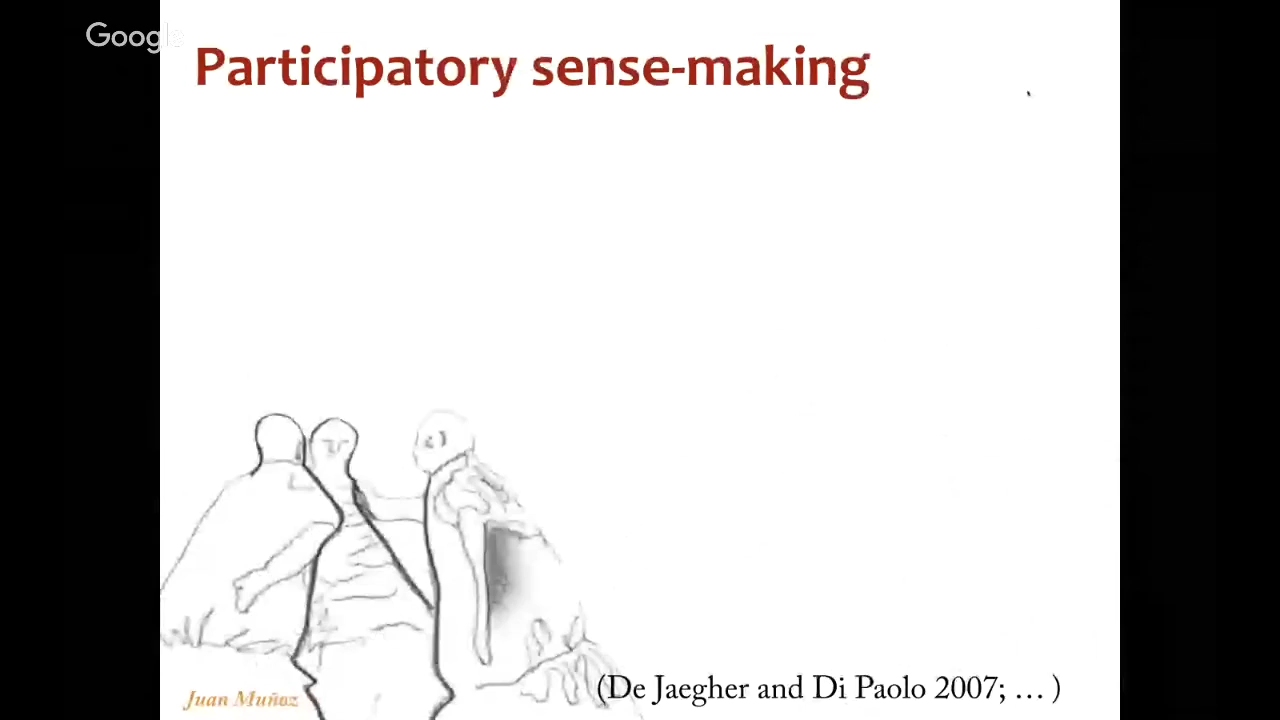 Google
Participatory sense-making
Juan Muñoz
(De Jaegher and Di Paolo 2007; … )